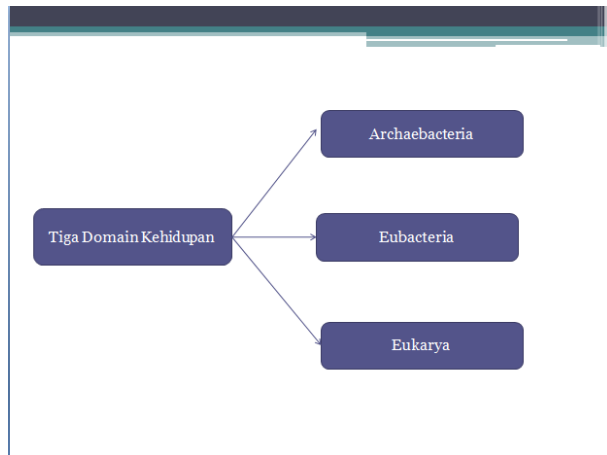 Archaebacteria
Tiga Domain Kehidupan
Eubacteria
Eukarya